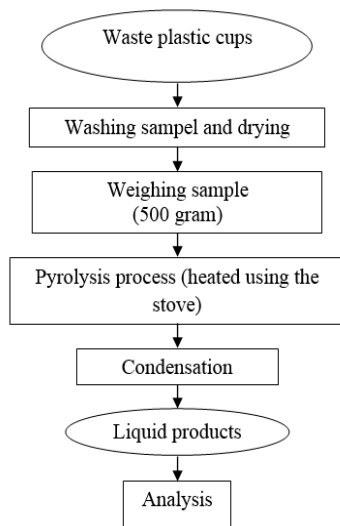 Waste plastic cups
Washing sampel and drying
Weighing sample
(500 gram)
Pyrolysis process (heated using the
stove)
Condensation
Liquid products
Analysis